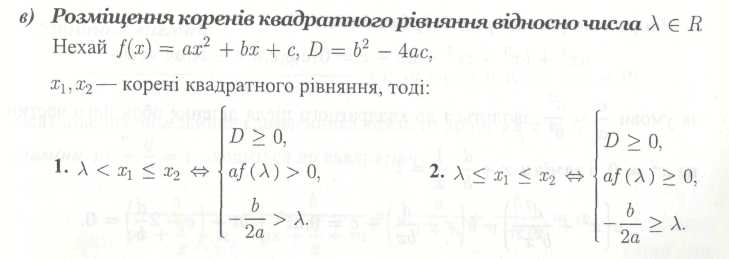 в) Розміщення коренів квадратного рівняння відносно числа λ ∈ R
Нехай f(x) = ax² + bx + c, D = b² − 4ac,
x₁, x₂ — корені квадратного рівняння, тоді:
1. λ < x₁ ≤ x₂ ⇔ { D ≥ 0, af(λ) > 0, −b/2a > λ.
2. λ ≤ x₁ ≤ x₂ ⇔ { D ≥ 0, af(λ) ≥ 0, −b/2a ≥ λ.